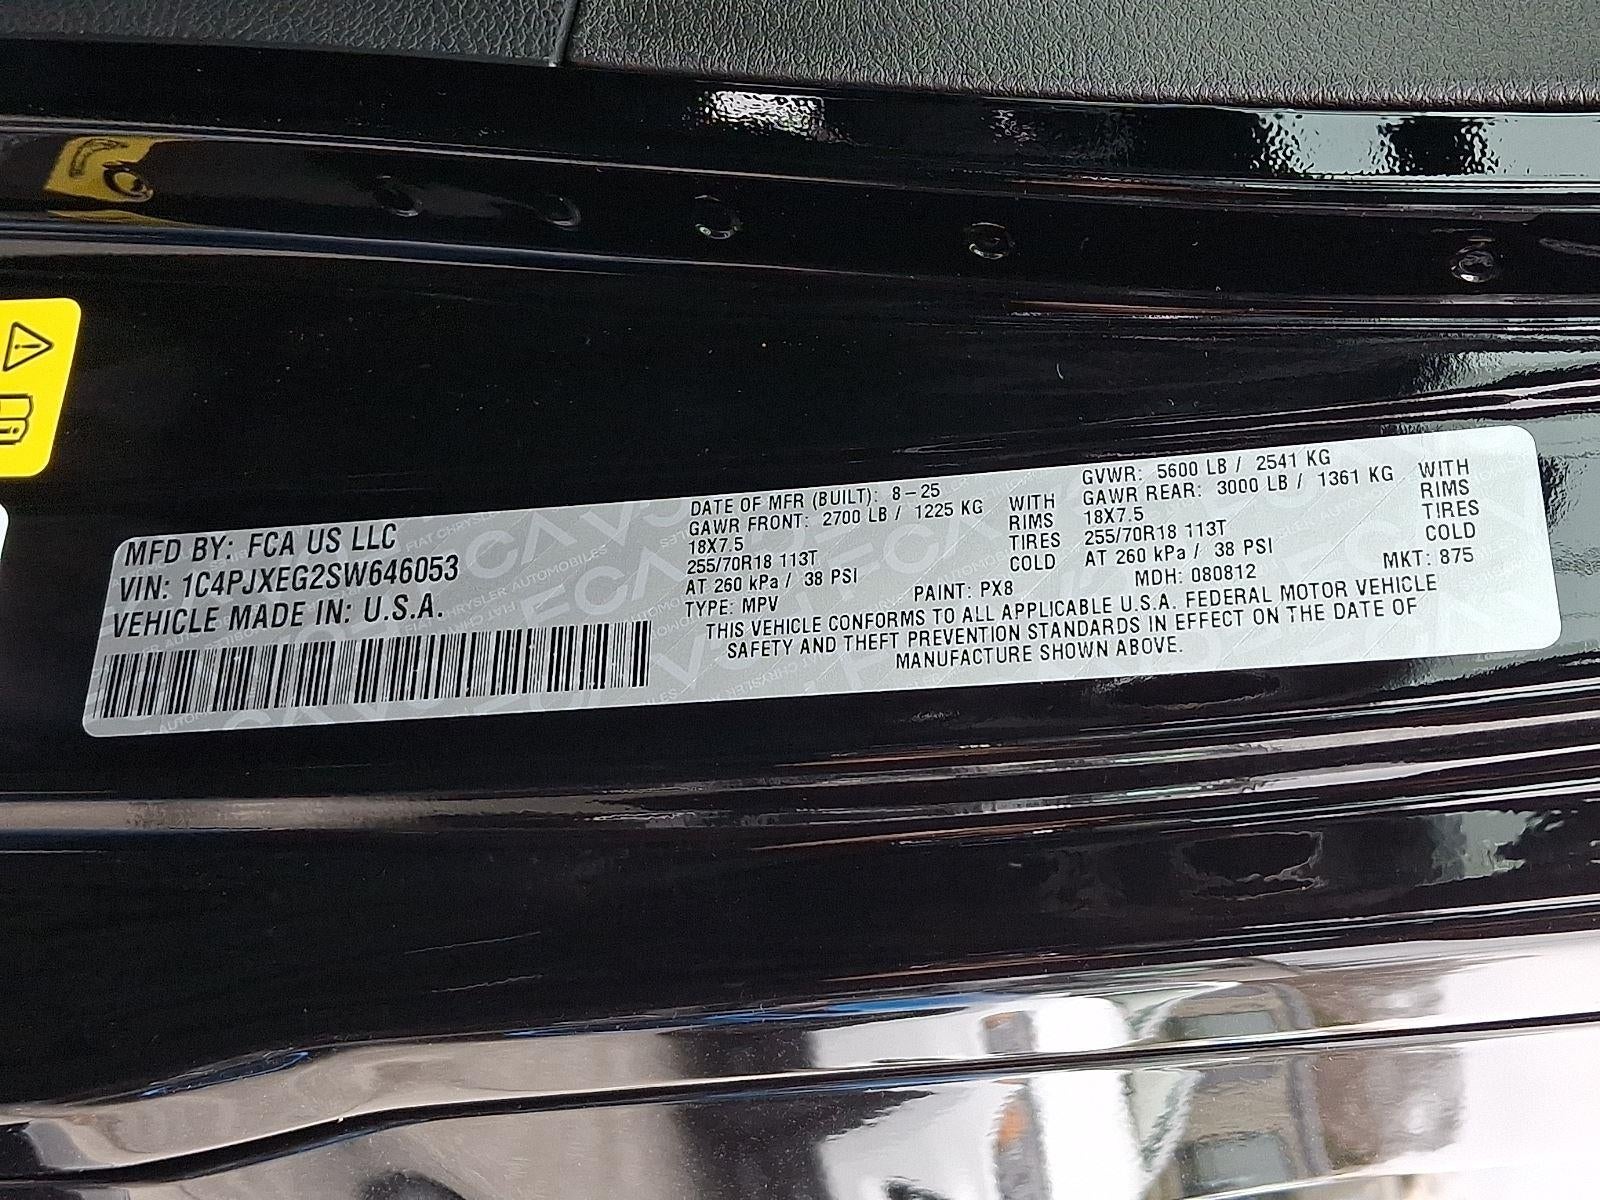 MFD BY: FCA US LLC
VIN: 1C4PJXEG2SW646053
VEHICLE MADE IN: U.S.A.
DATE OF MFR (BUILT): 8-25
GAWR FRONT: 2700 LB / 1225 KG WITH
18X7.5 RIMS
255/70R18 113T TIRES
AT 260 kPa / 38 PSI COLD
GVWR: 5600 LB / 2541 KG
GAWR REAR: 3000 LB / 1361 KG WITH
18X7.5 RIMS
255/70R18 113T TIRES
AT 260 kPa / 38 PSI COLD
TYPE: MPV PAINT: PX8 MDH: 080812 MKT: 875
THIS VEHICLE CONFORMS TO ALL APPLICABLE U.S.A. FEDERAL MOTOR VEHICLE
SAFETY AND THEFT PREVENTION STANDARDS IN EFFECT ON THE DATE OF
MANUFACTURE SHOWN ABOVE.